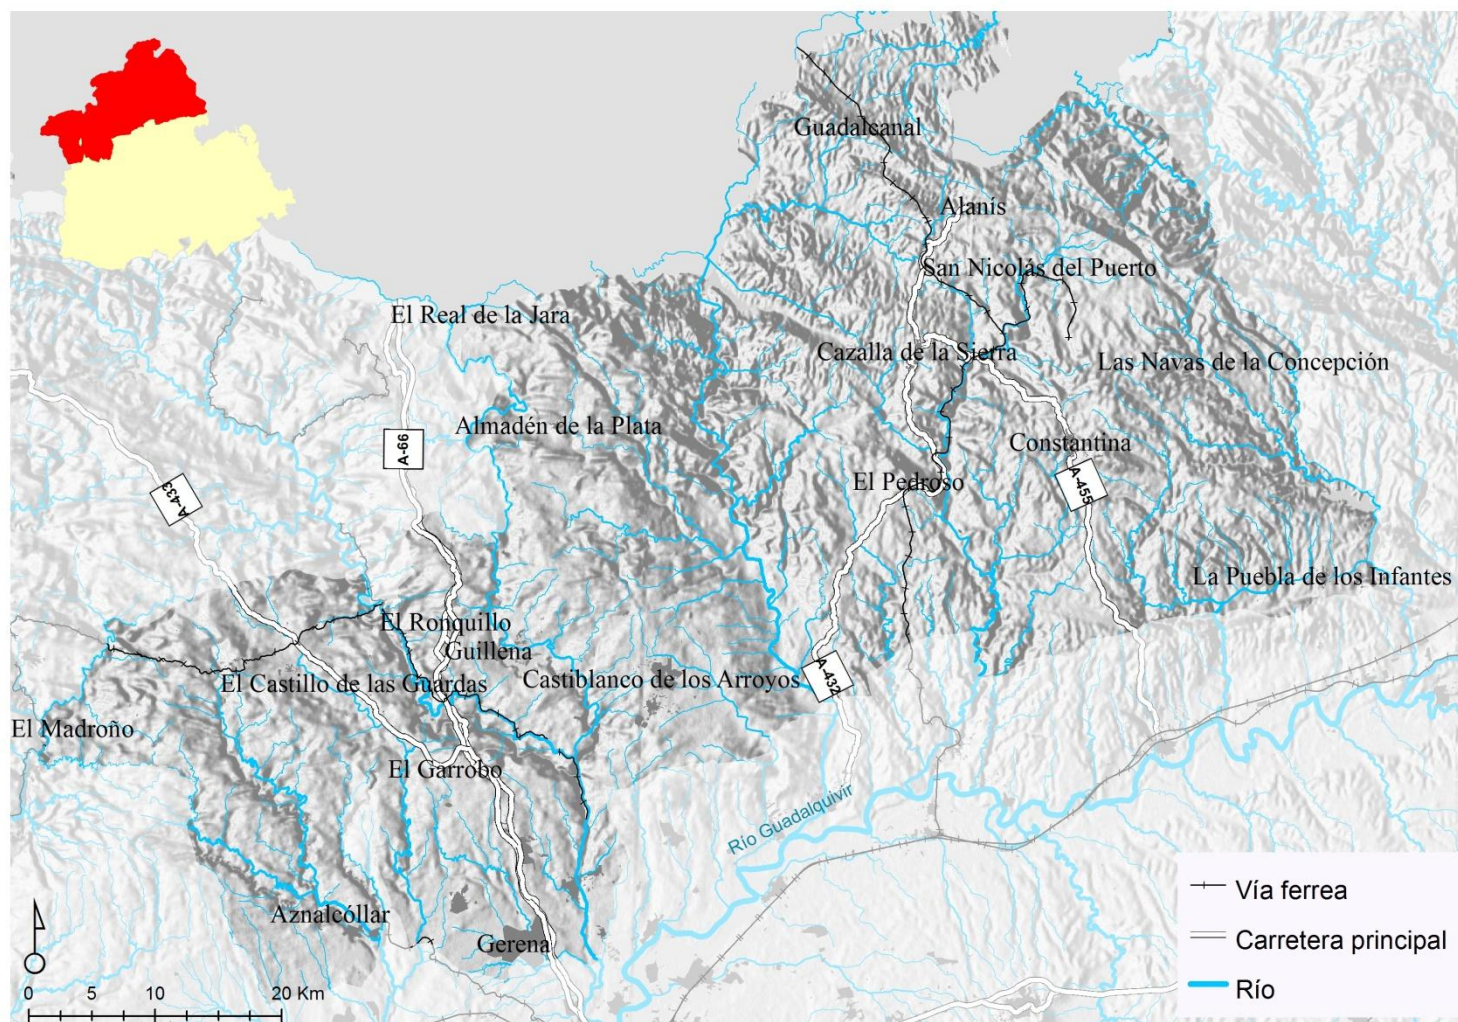 Guadalcanal
Alanís
San Nicolás del Puerto
El Real de la Jara
Cazalla de la Sierra
Las Navas de la Concepción
Almadén de la Plata
A-66
Constantina
El Pedroso
A-455
A-433
La Puebla de los Infantes
El Ronquillo
Guillena
El Castillo de las Guardas
Castiblanco de los Arroyos
A-432
El Madroño
El Garrobo
Río Guadalquivir
Aznalcóllar
Gerena
Vía ferrea
Carretera principal
Río
0 5 10 20 Km